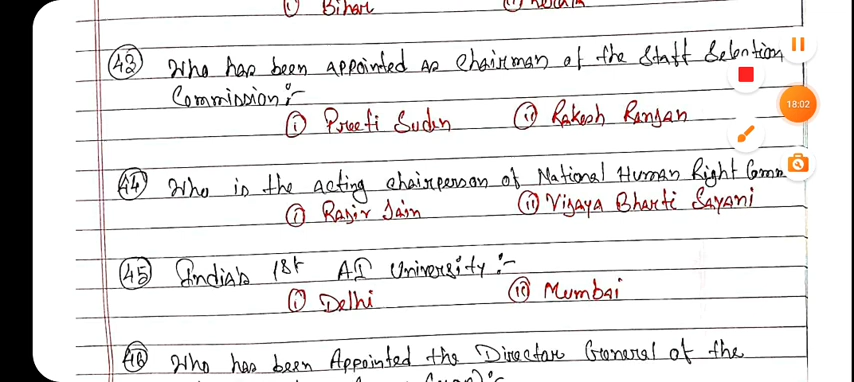 (i) Bihar (ii) Kerala
(43) Who has been appointed as Chairman of the Staff Selection
Commission:-
(i) Preeti Sudan (ii) Rakesh Ranjan
18:02
(44) Who is the acting chairperson of National Human Right Comm
(i) Rajiv Jain (ii) Vijaya Bharti Sayani
(45) India's 1st AI University:-
(i) Delhi (ii) Mumbai
(46) Who has been Appointed the Director General of the